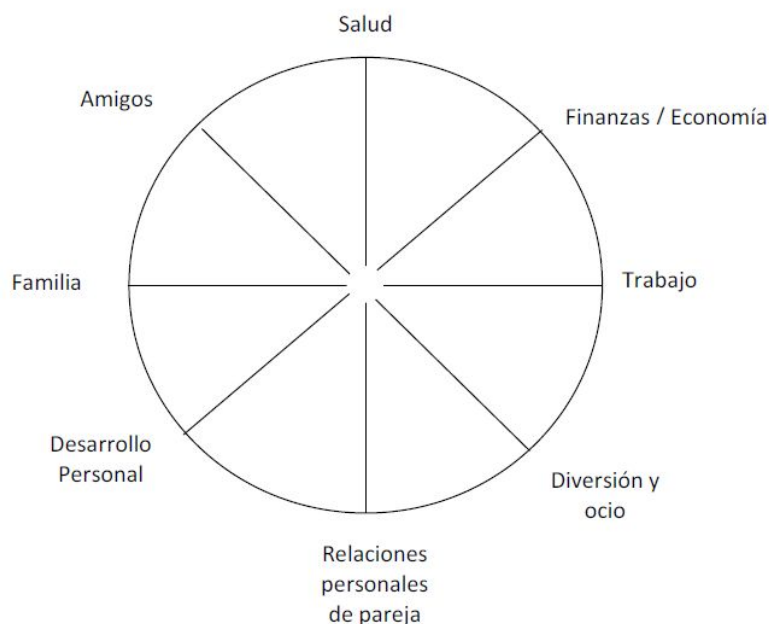 Salud
Amigos
Finanzas / Economía
Familia
Trabajo
Desarrollo
Personal
Diversión y
ocio
Relaciones
personales
de pareja